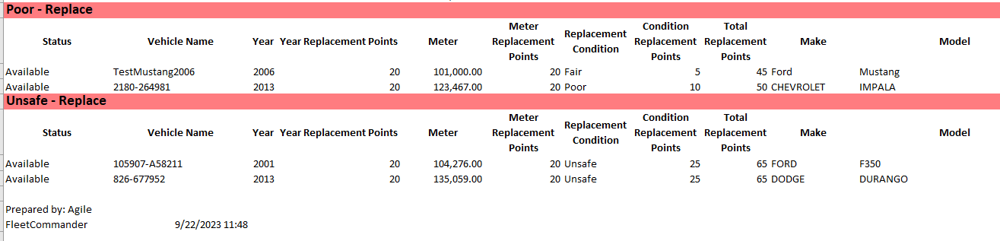 Poor - Replace
Status Vehicle Name Year Year Replacement Points Meter Meter Replacement Points Replacement Condition Condition Replacement Points Total Replacement Points Make Model
Available TestMustang2006 2006 20 101,000.00 20 Fair 5 45 Ford Mustang
Available 2180-264981 2013 20 123,467.00 20 Poor 10 50 CHEVROLET IMPALA
Unsafe - Replace
Status Vehicle Name Year Year Replacement Points Meter Meter Replacement Points Replacement Condition Condition Replacement Points Total Replacement Points Make Model
Available 105907-A58211 2001 20 104,276.00 20 Unsafe 25 65 FORD F350
Available 826-677952 2013 20 135,059.00 20 Unsafe 25 65 DODGE DURANGO
Prepared by: Agile
FleetCommander 9/22/2023 11:48